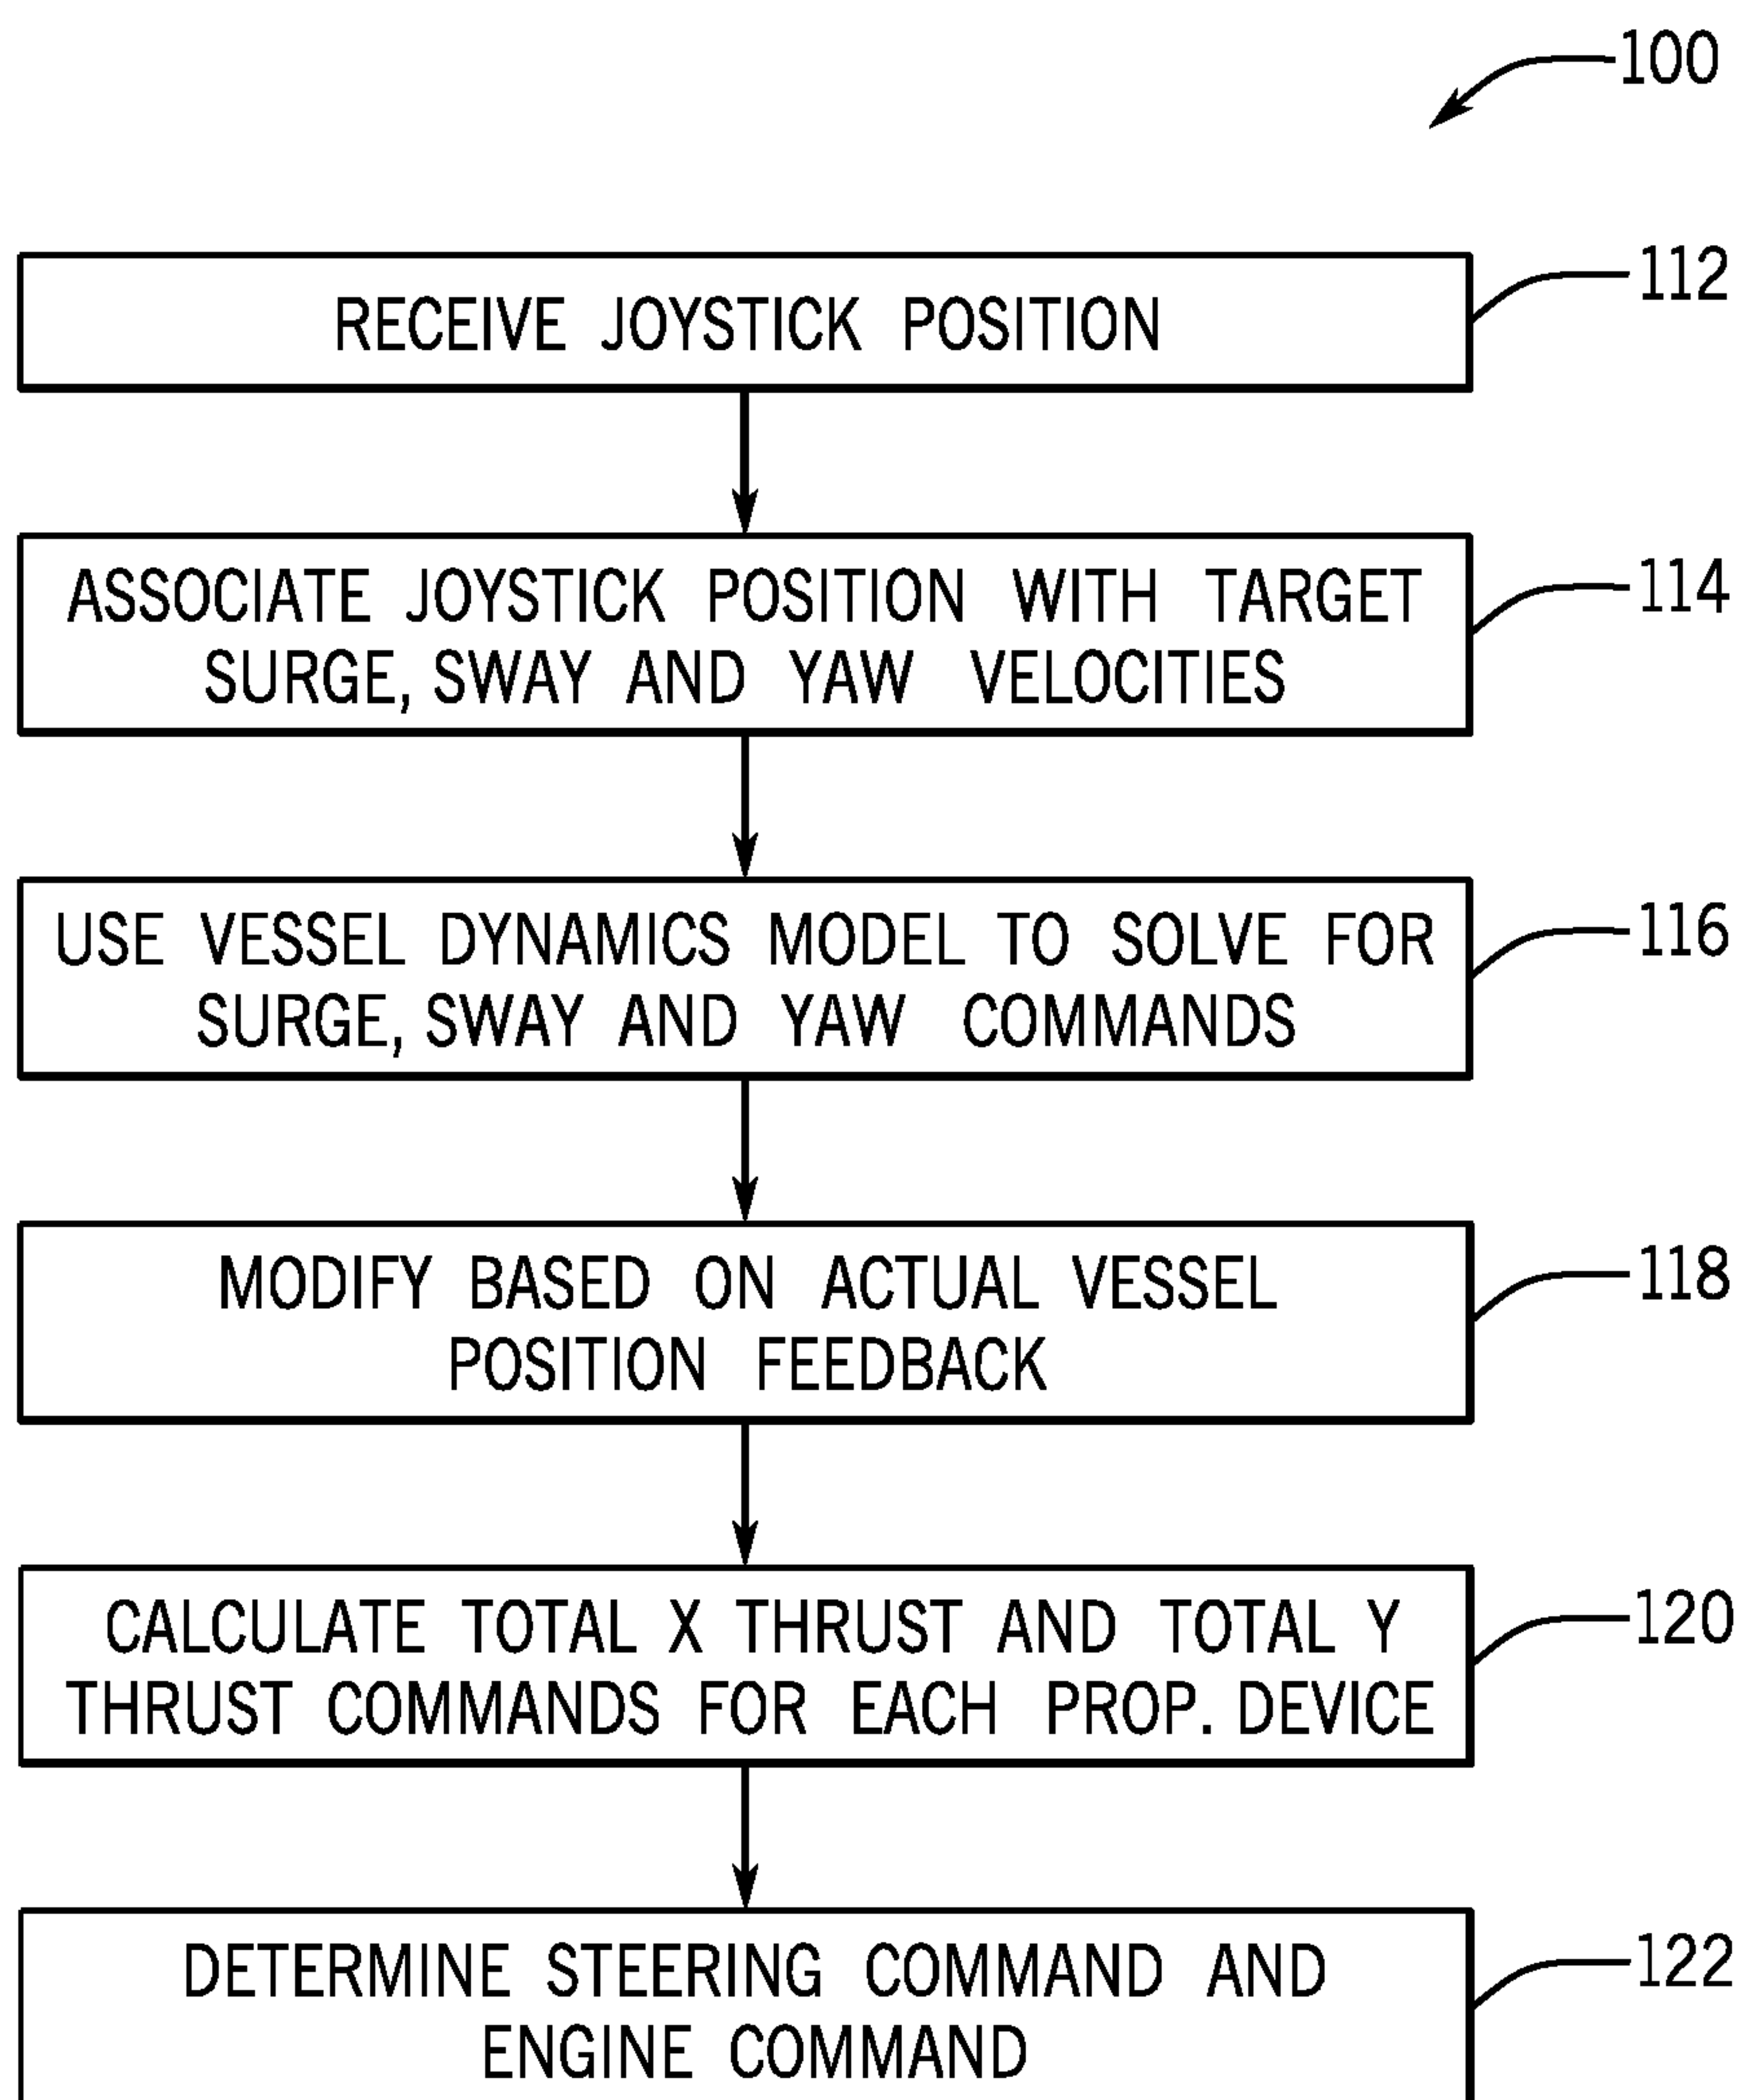 100
RECEIVE JOYSTICK POSITION
112
ASSOCIATE JOYSTICK POSITION WITH TARGET
SURGE, SWAY AND YAW VELOCITIES
114
USE VESSEL DYNAMICS MODEL TO SOLVE FOR
SURGE, SWAY AND YAW COMMANDS
116
MODIFY BASED ON ACTUAL VESSEL
POSITION FEEDBACK
118
CALCULATE TOTAL X THRUST AND TOTAL Y
THRUST COMMANDS FOR EACH PROP. DEVICE
120
DETERMINE STEERING COMMAND AND
ENGINE COMMAND
122